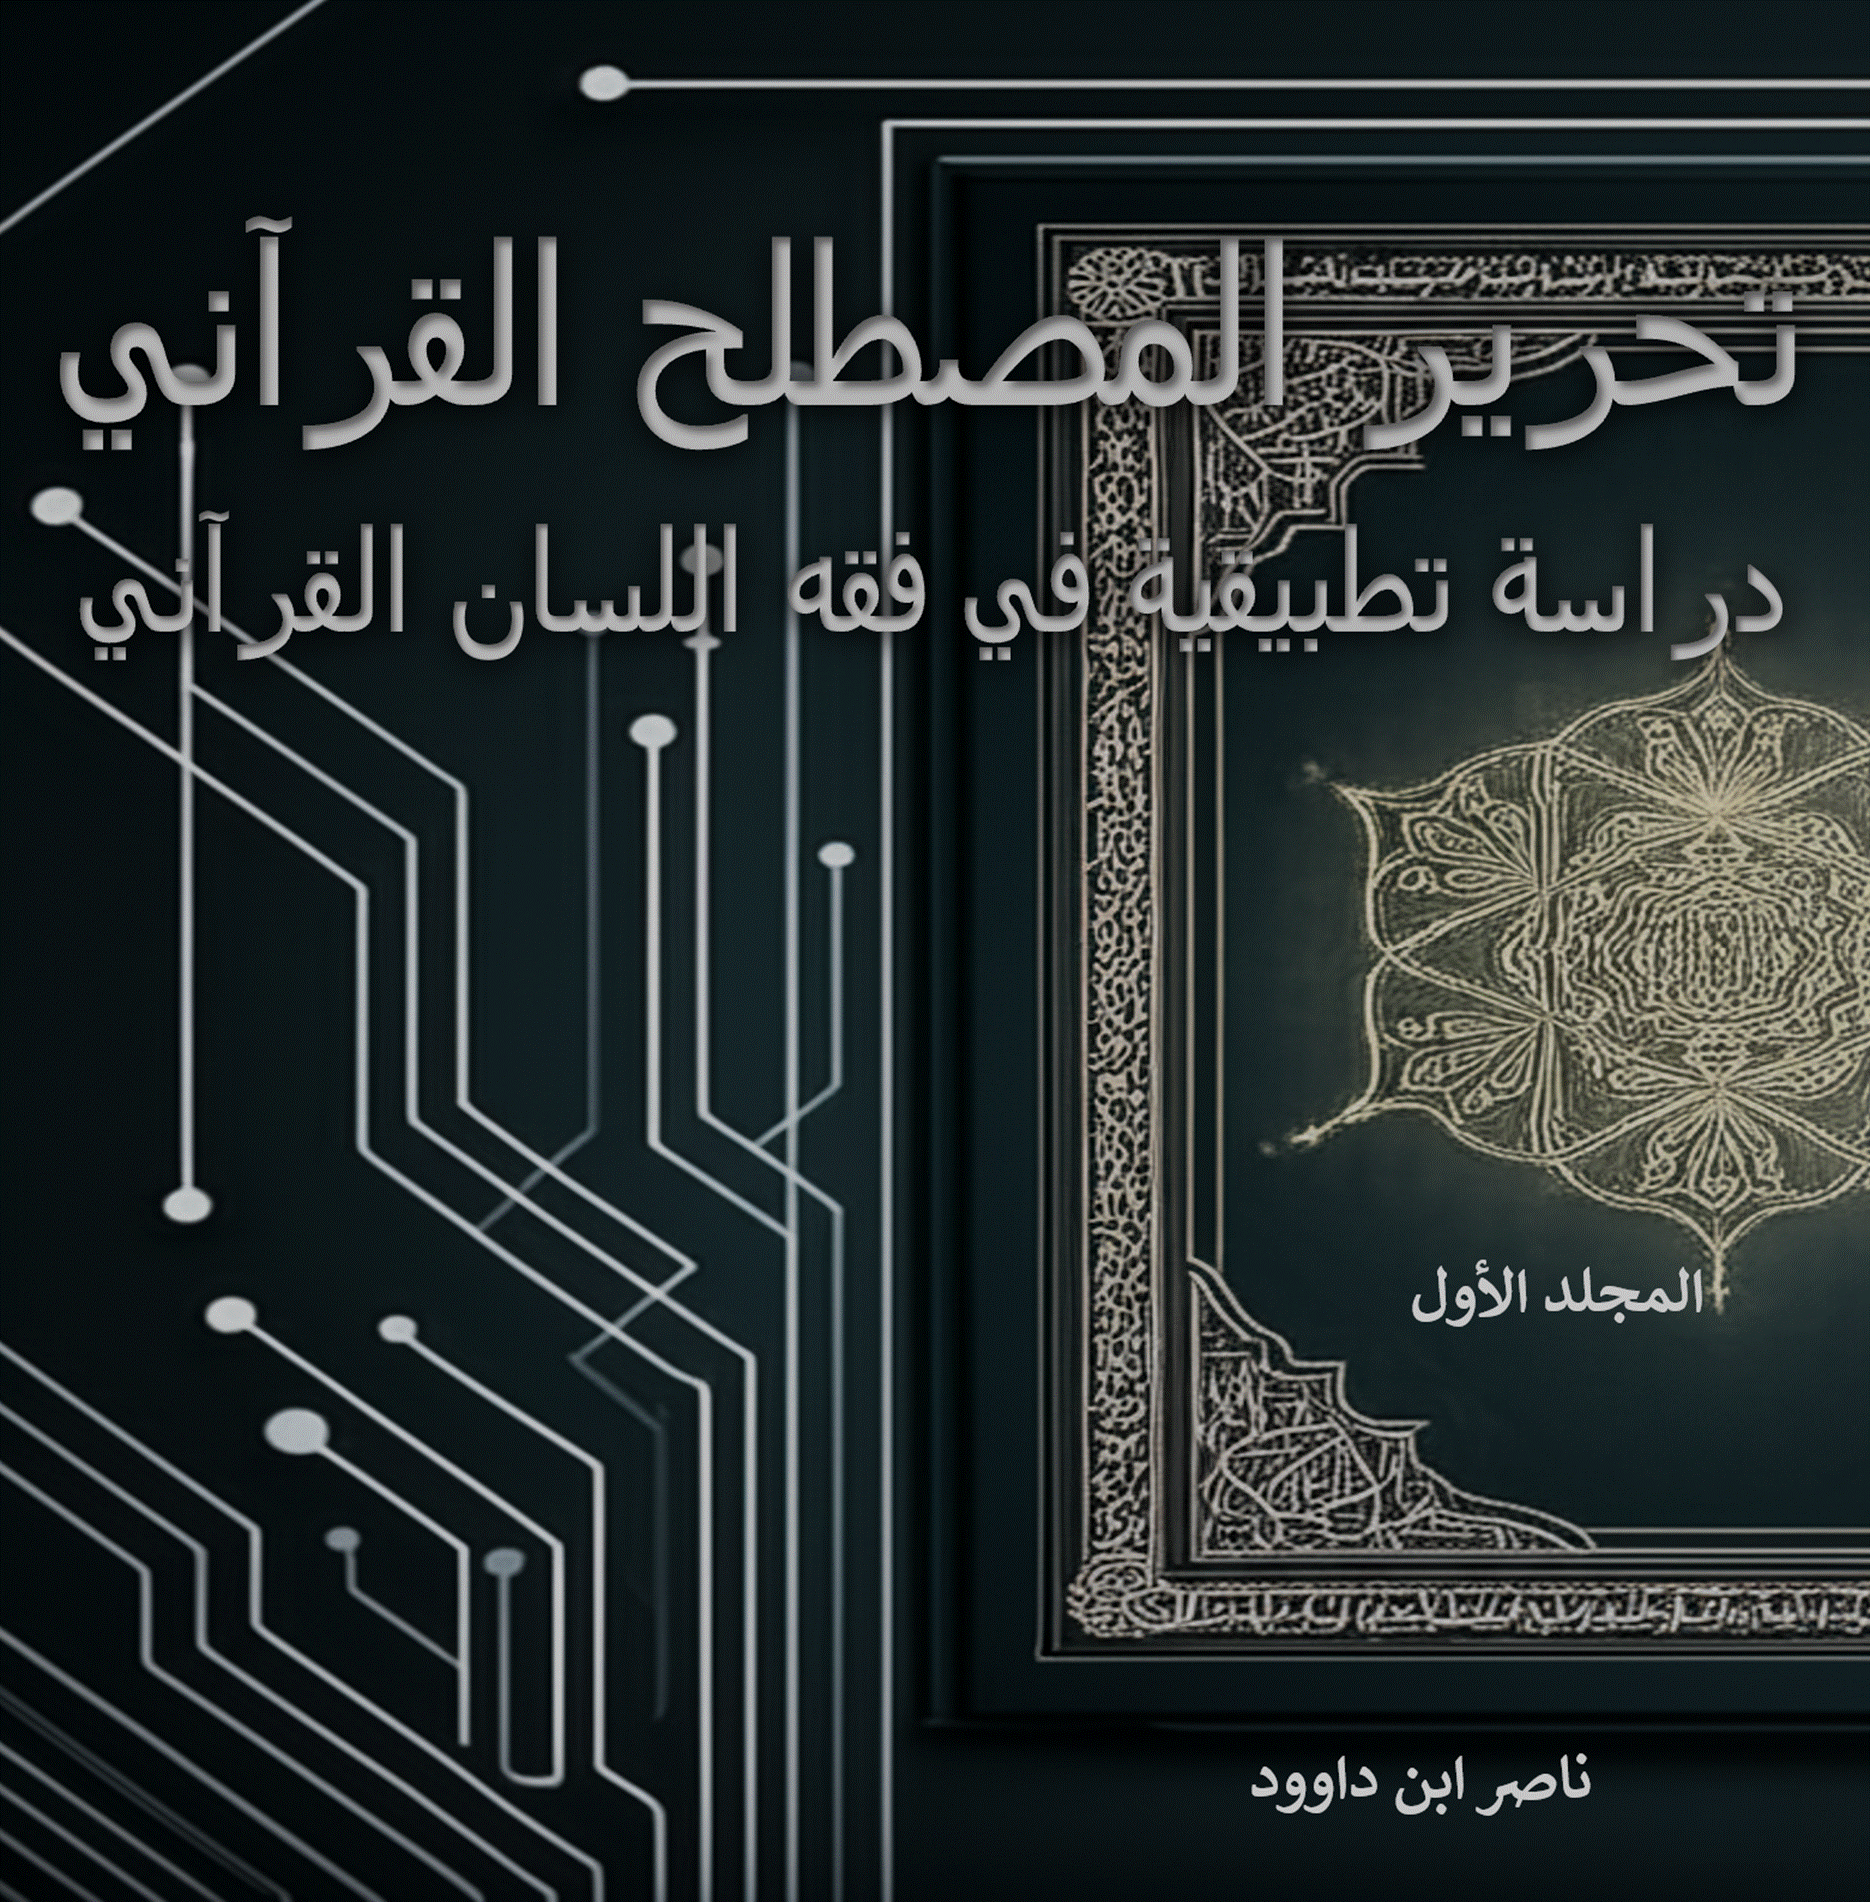 تحرير المصطلح القرآني
دراسة تطبيقية في فقه اللسان القرآني
المجلد الأول
ناصر ابن داوود